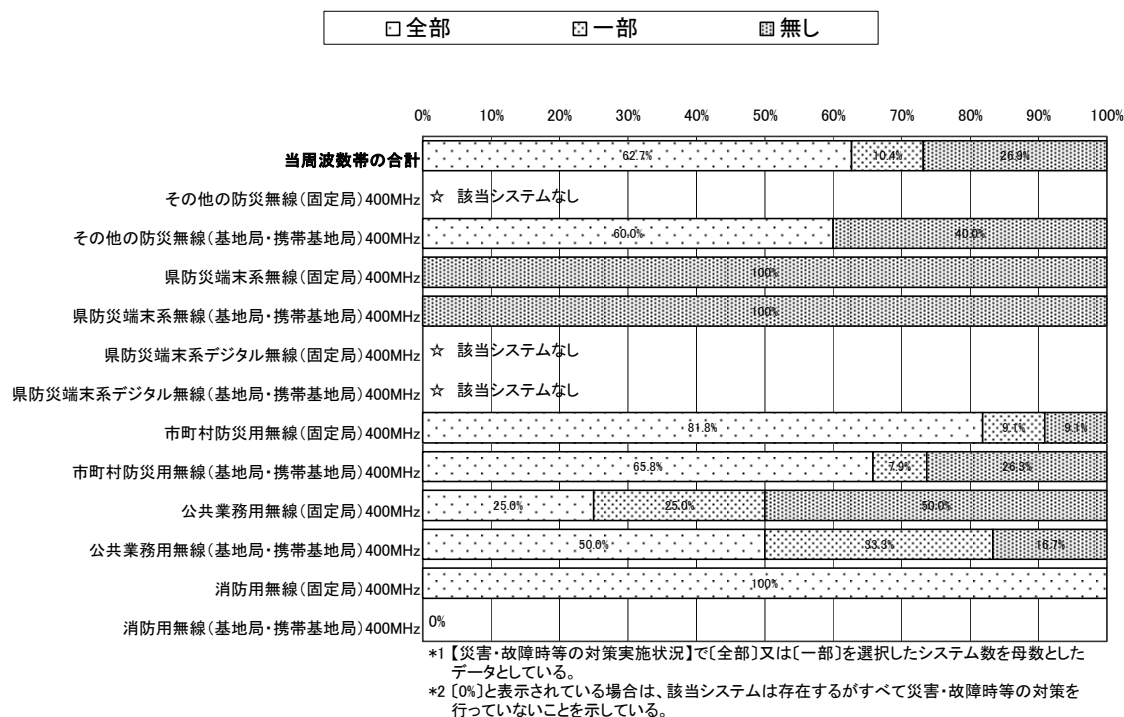 全部 一部 無し
0% 10% 20% 30% 40% 50% 60% 70% 80% 90% 100%
当周波数帯の合計 62.7% 10.4% 26.9%
その他の防災無線(固定局)400MHz ☆ 該当システムなし
その他の防災無線(基地局・携帯基地局)400MHz 60.0% 40.0%
県防災端末系無線(固定局)400MHz 100%
県防災端末系無線(基地局・携帯基地局)400MHz 100%
県防災端末系デジタル無線(固定局)400MHz ☆ 該当システムなし
県防災端末系デジタル無線(基地局・携帯基地局)400MHz ☆ 該当システムなし
市町村防災用無線(固定局)400MHz 81.8% 9.1% 9.1%
市町村防災用無線(基地局・携帯基地局)400MHz 65.8% 7.9% 26.3%
公共業務用無線(固定局)400MHz 25.0% 25.0% 50.0%
公共業務用無線(基地局・携帯基地局)400MHz 50.0% 33.3% 16.7%
消防用無線(固定局)400MHz 100%
消防用無線(基地局・携帯基地局)400MHz 0%
*1 【災害・故障時等の対策実施状況】で〔全部〕又は〔一部〕を選択したシステム数を母数とした
データとしている。
*2 〔0%〕と表示されている場合は、該当システムは存在するがすべて災害・故障時等の対策を
行っていないことを示している。